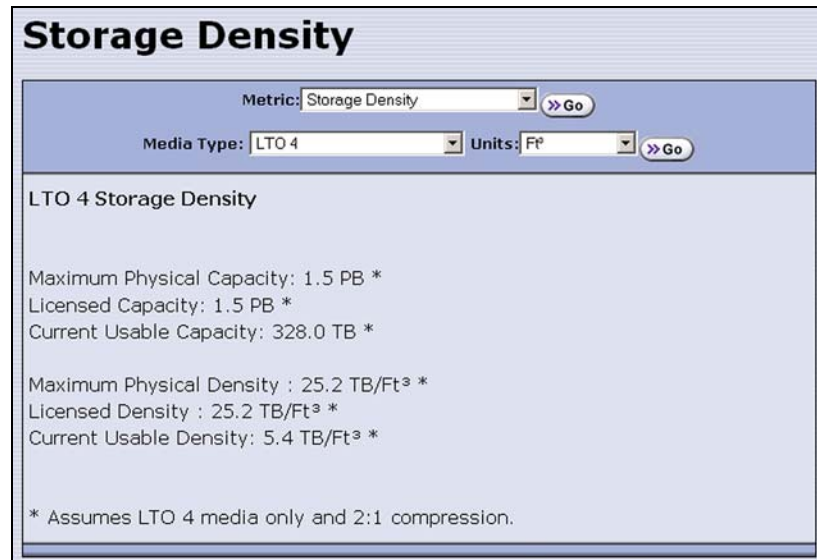 Storage Density
Metric: Storage Density » Go
Media Type: LTO 4 Units: Ft³ » Go
LTO 4 Storage Density
Maximum Physical Capacity: 1.5 PB *
Licensed Capacity: 1.5 PB *
Current Usable Capacity: 328.0 TB *
Maximum Physical Density : 25.2 TB/Ft³ *
Licensed Density : 25.2 TB/Ft³ *
Current Usable Density: 5.4 TB/Ft³ *
* Assumes LTO 4 media only and 2:1 compression.